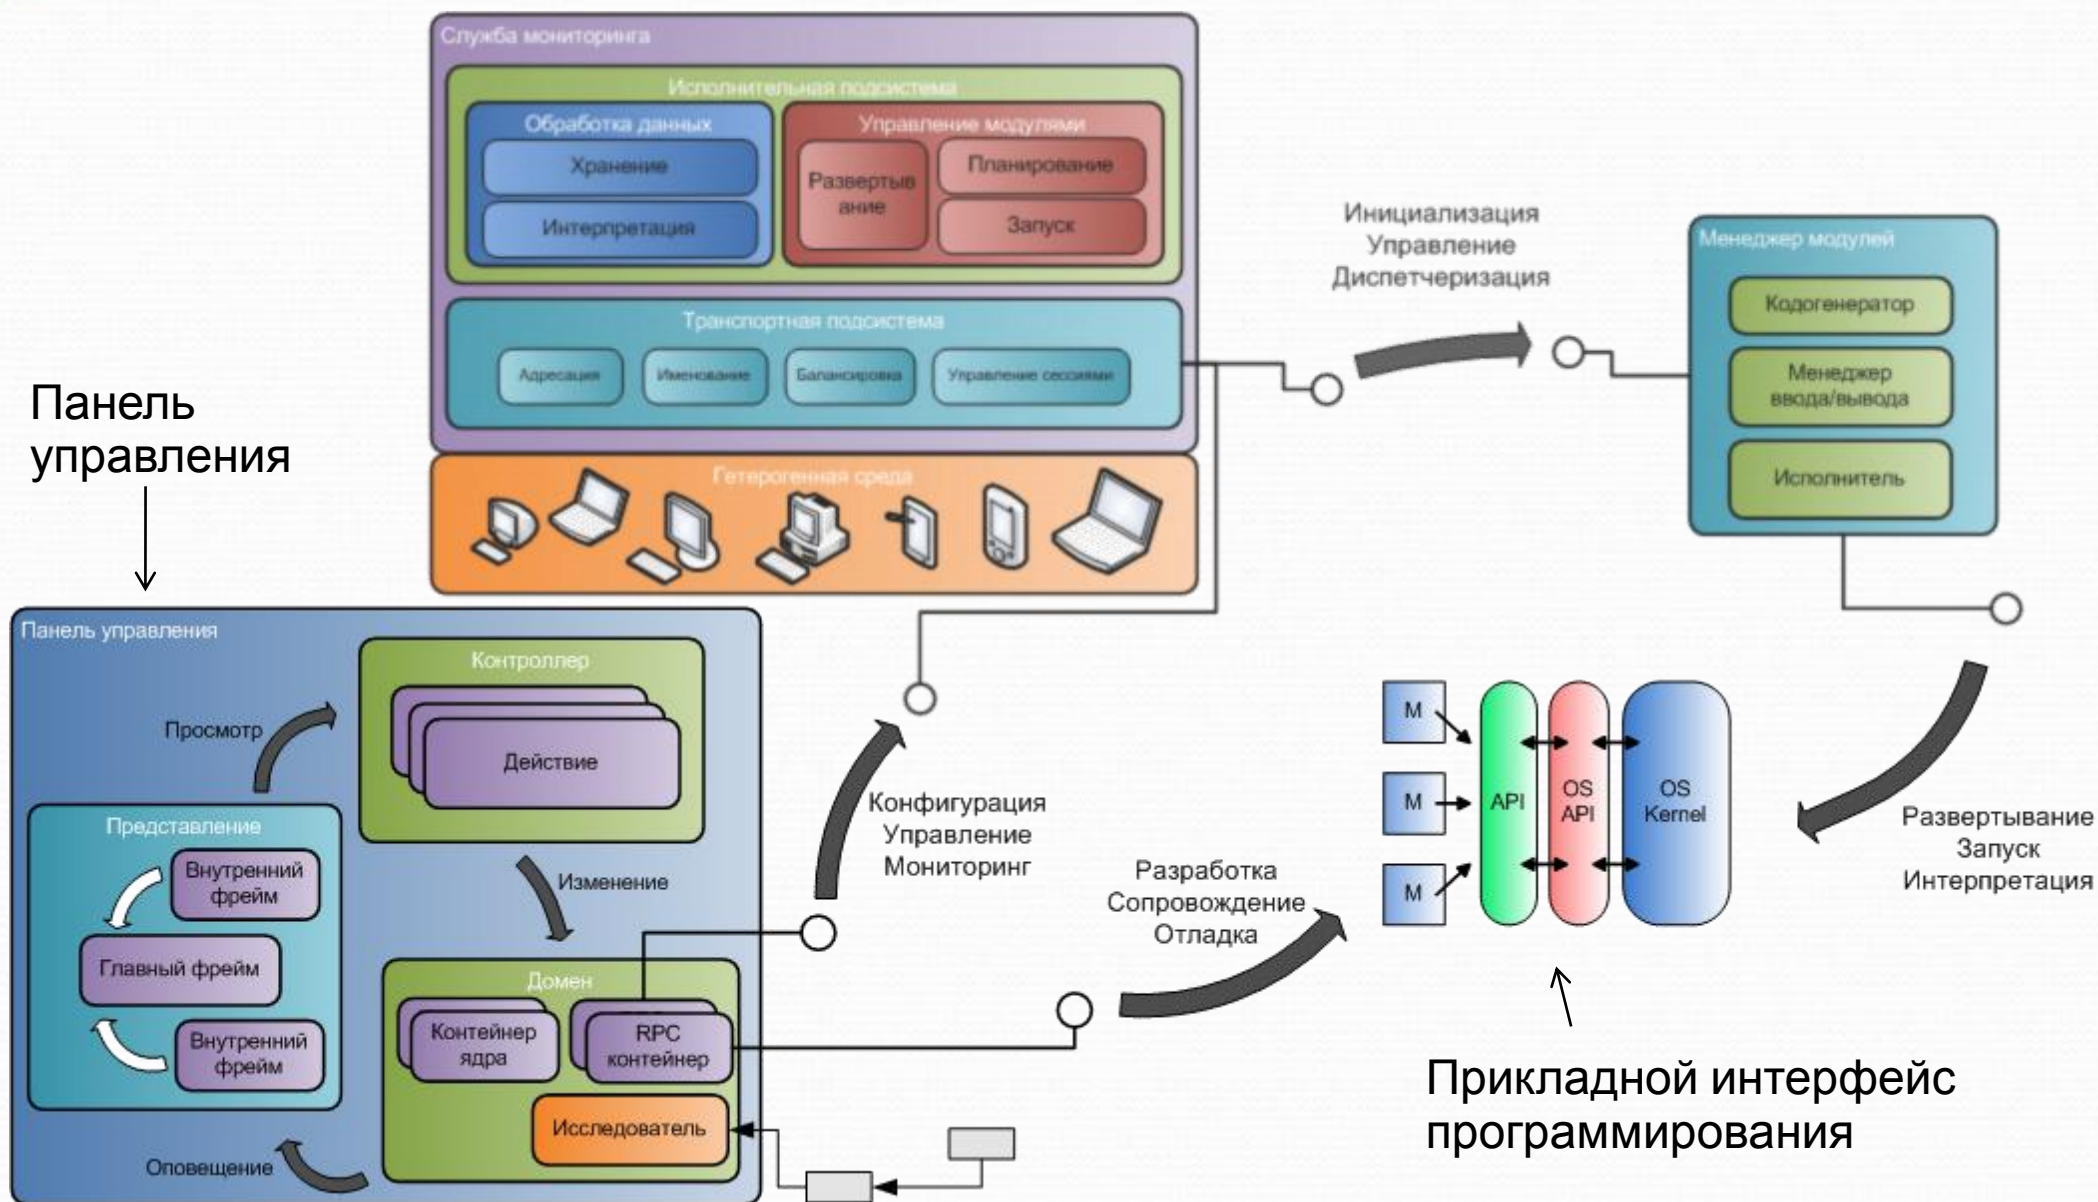 Служба мониторинга
Исполнительная подсистема
Обработка данных
Хранение
Интерпретация
Управление модулями
Развертыв
ание
Планирование
Запуск
Транспортная подсистема
Адресация
Именование
Балансировка
Управление сессиями
Гетерогенная среда
Инициализация
Управление
Диспетчеризация
Менеджер модулей
Кодогенератор
Менеджер
ввода/вывода
Исполнитель
Панель
управления
Панель управления
Контроллер
Действие
Просмотр
Представление
Внутренний
фрейм
Главный фрейм
Внутренний
фрейм
Изменение
Домен
Контейнер
ядра
RPC
контейнер
Исследователь
Оповещение
Конфигурация
Управление
Мониторинг
Разработка
Сопровождение
Отладка
M
M
M
API
OS
API
OS
Kernel
Развертывание
Запуск
Интерпретация
Прикладной интерфейс
программирования